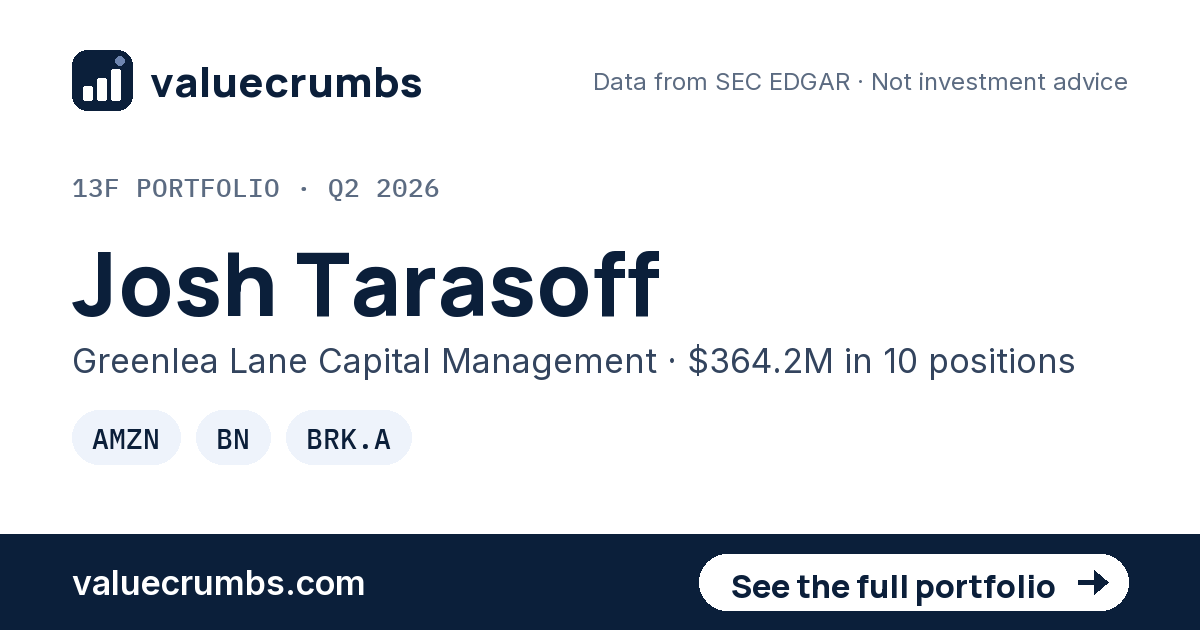 valuecrumbs
Data from SEC EDGAR · Not investment advice
13F PORTFOLIO · Q2 2026
Josh Tarasoff
Greenlea Lane Capital Management · $364.2M in 10 positions
AMZN BN BRK.A
valuecrumbs.com
See the full portfolio →